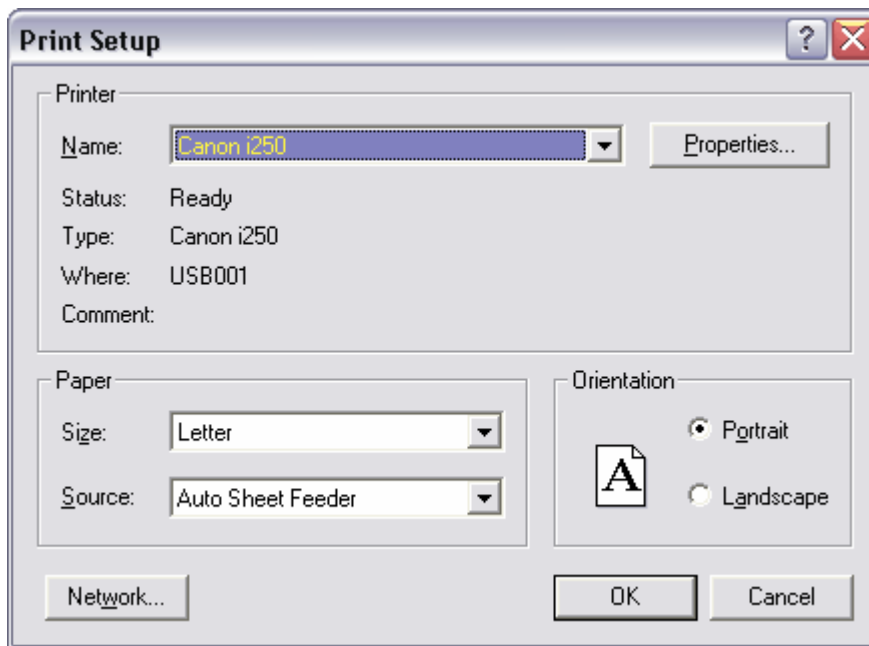 Print Setup
?
Printer
Name: Canon i250 Properties...
Status: Ready
Type: Canon i250
Where: USB001
Comment:
Paper Orientation
Size: Letter Portrait
A
Source: Auto Sheet Feeder Landscape
Network... OK Cancel